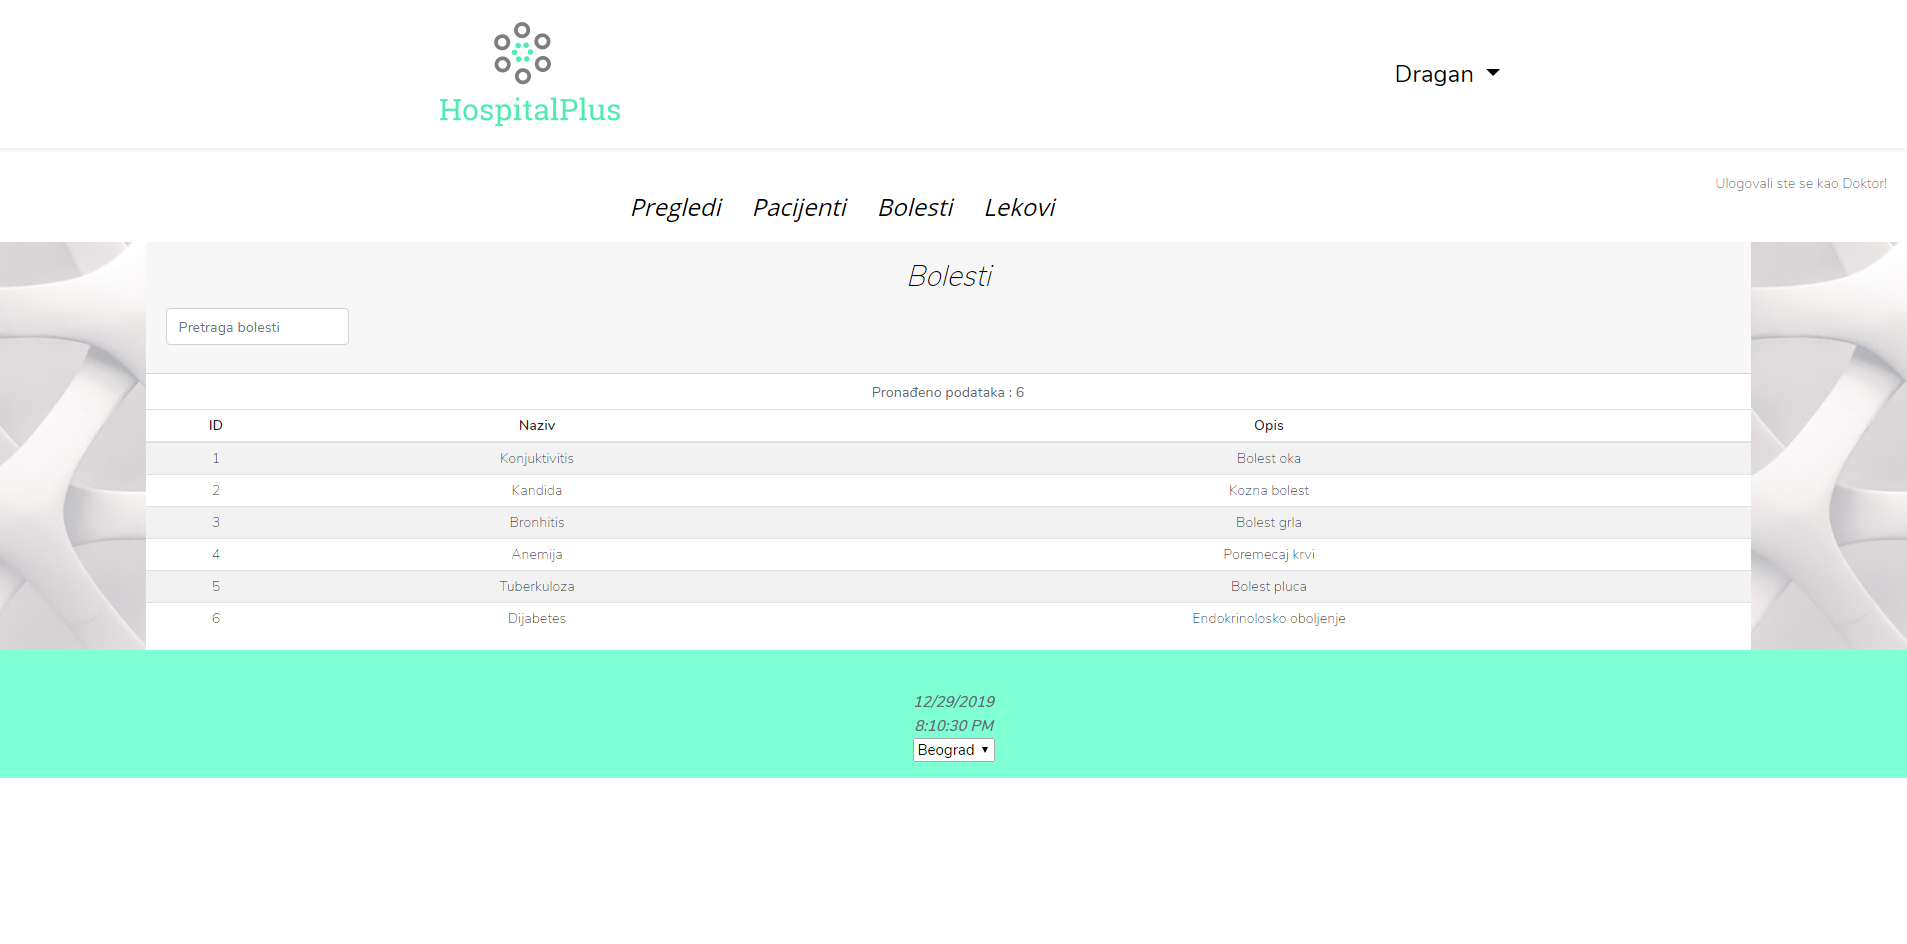 HospitalPlus
Dragan
Ulogovali ste se kao Doktor!
Pregledi Pacijenti Bolesti Lekovi
Bolesti
Pretraga bolesti
Pronađeno podataka : 6
ID Naziv Opis
1 Konjuktivitis Bolest oka
2 Kandida Kozna bolest
3 Bronhitis Bolest grla
4 Anemija Poremecaj krvi
5 Tuberkuloza Bolest pluca
6 Dijabetes Endokrinolosko oboljenje
12/29/2019
8:10:30 PM
Beograd